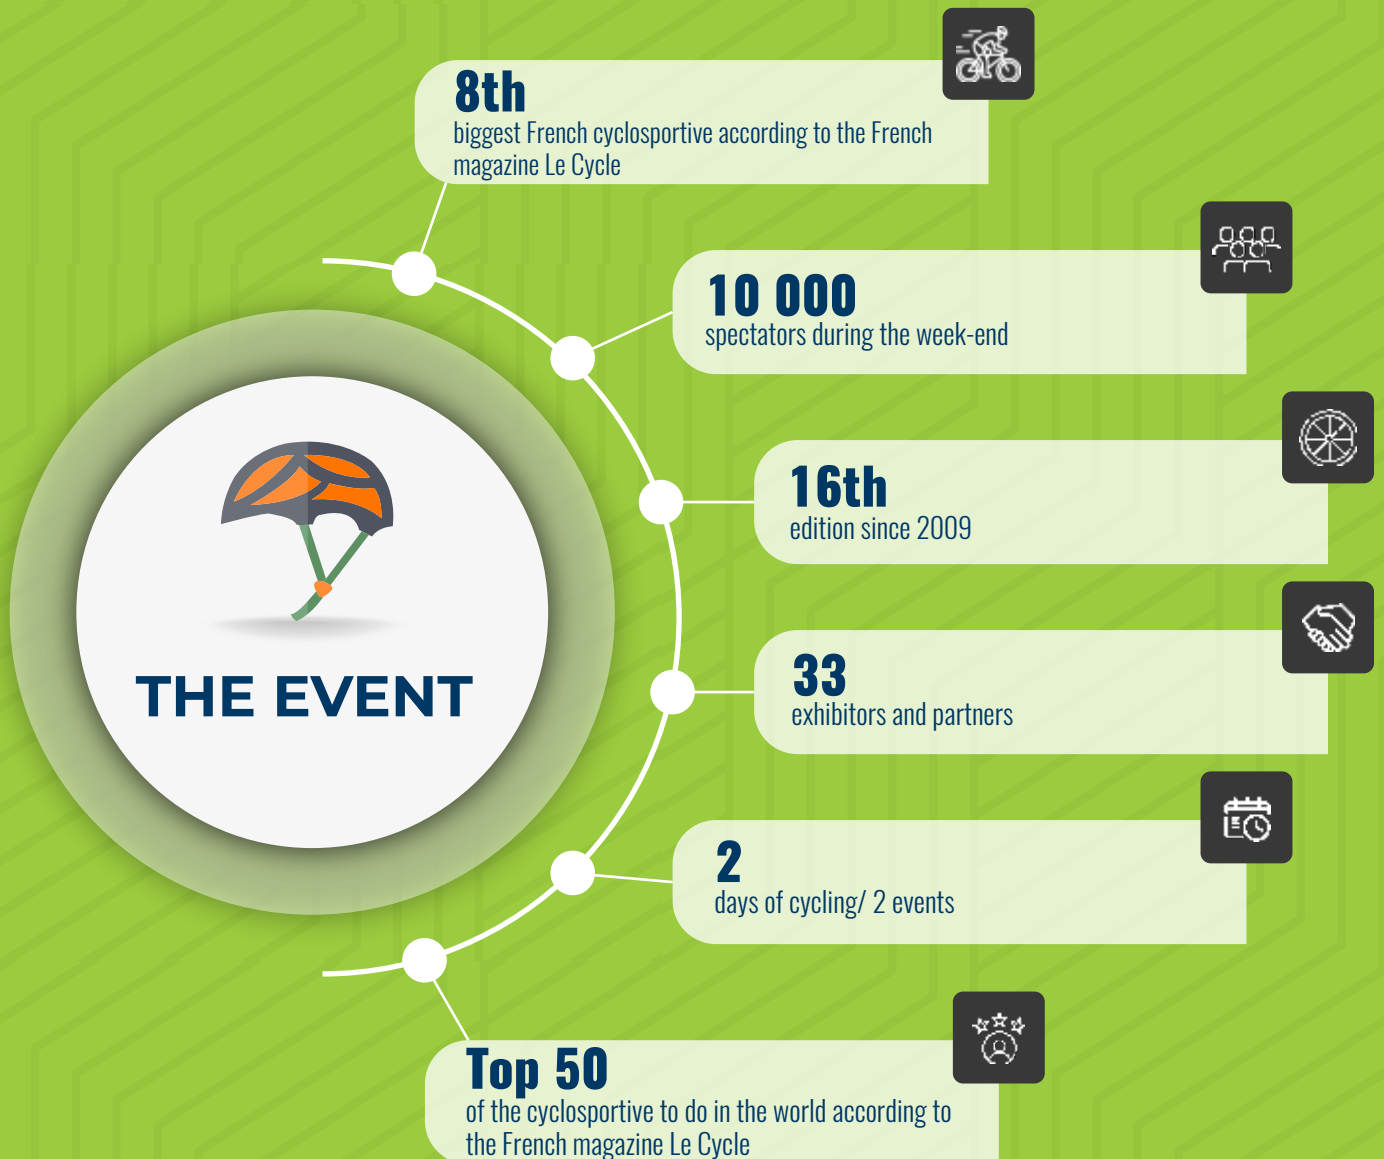 8th
biggest French cyclosportive according to the French
magazine Le Cycle
10 000
spectators during the week-end
16th
edition since 2009
THE EVENT
33
exhibitors and partners
2
days of cycling/ 2 events
Top 50
of the cyclosportive to do in the world according to
the French magazine Le Cycle